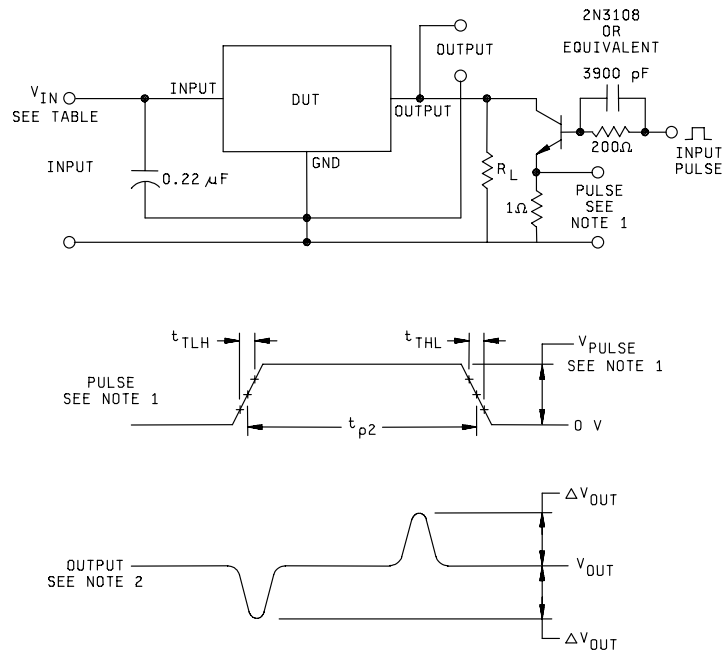 2N3108
OR
EQUIVALENT
3900 pF
200Ω
INPUT
PULSE
OUTPUT
V_IN
SEE TABLE
INPUT
DUT
OUTPUT
GND
INPUT
0.22 μF
R_L
1Ω
PULSE
SEE
NOTE 1
t_TLH
t_THL
V_PULSE
SEE NOTE 1
PULSE
SEE NOTE 1
t_p2
0 V
ΔV_OUT
OUTPUT
SEE NOTE 2
V_OUT
ΔV_OUT